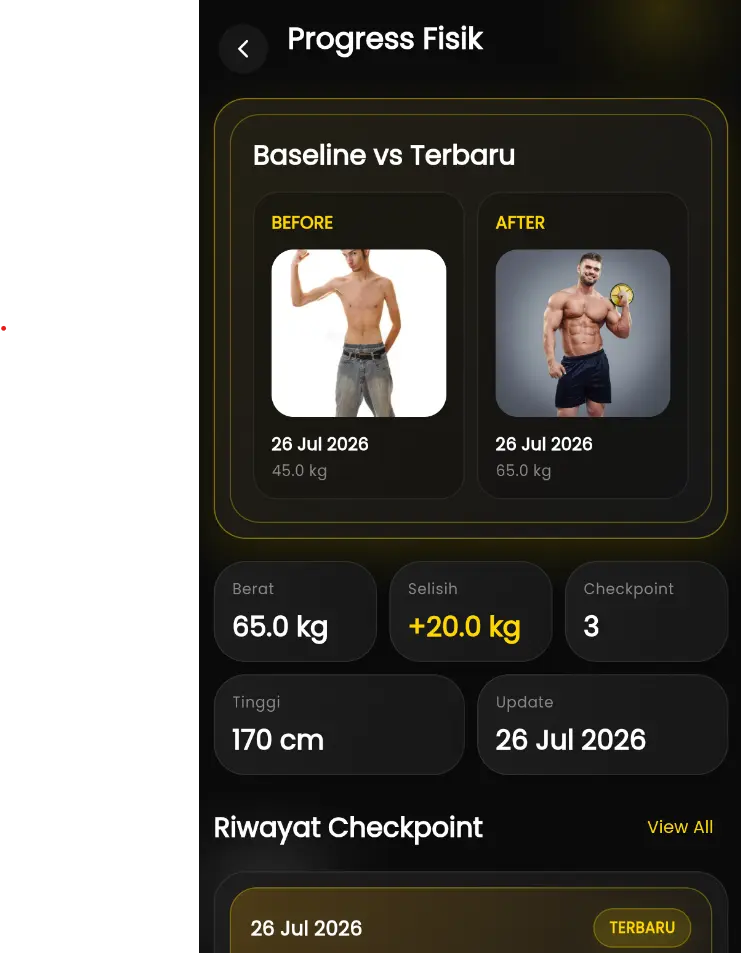 Progress Fisik
Baseline vs Terbaru
BEFORE
26 Jul 2026
45.0 kg
AFTER
26 Jul 2026
65.0 kg
Berat
65.0 kg
Selisih
+20.0 kg
Checkpoint
3
Tinggi
170 cm
Update
26 Jul 2026
Riwayat Checkpoint
View All
26 Jul 2026
TERBARU